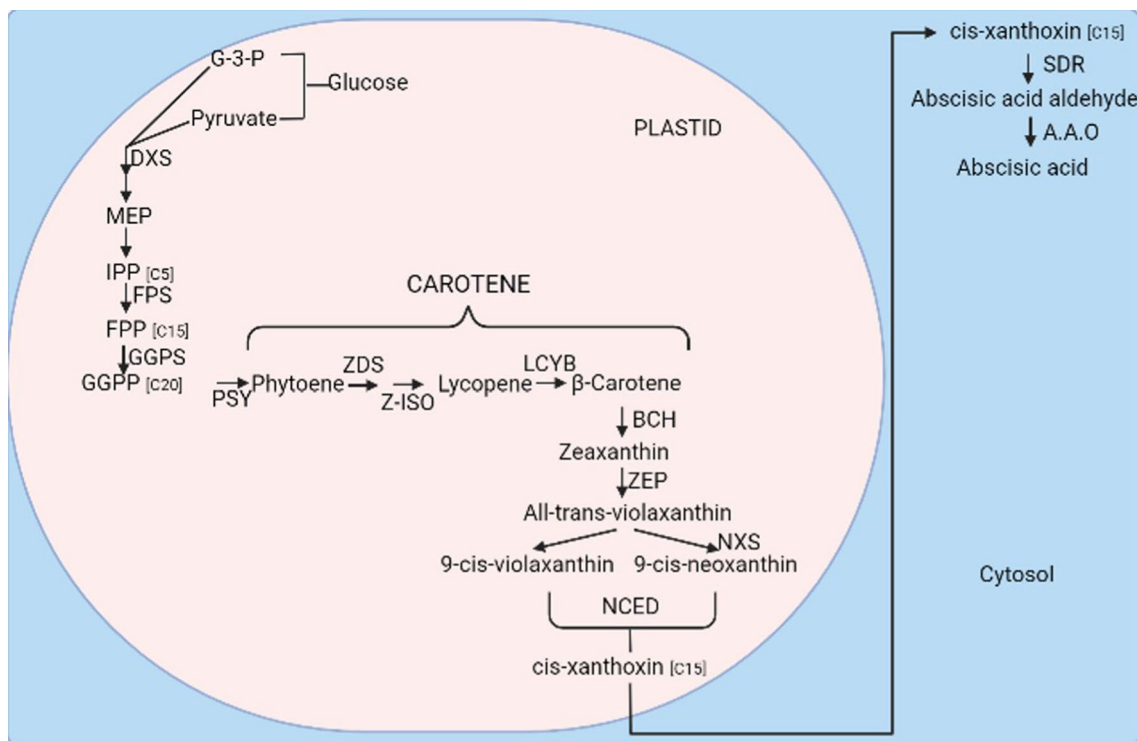 G-3-P
Glucose
Pyruvate
PLASTID
DXS
MEP
IPP [C5]
FPS
FPP [C15]
GGPS
GGPP [C20]
PSY
CAROTENE
Phytoene
ZDS
Z-ISO
Lycopene
LCYB
β-Carotene
BCH
Zeaxanthin
ZEP
All-trans-violaxanthin
NXS
9-cis-violaxanthin
9-cis-neoxanthin
NCED
cis-xanthoxin [C15]
cis-xanthoxin [C15]
SDR
Abscisic acid aldehyde
A.A.O
Abscisic acid
Cytosol